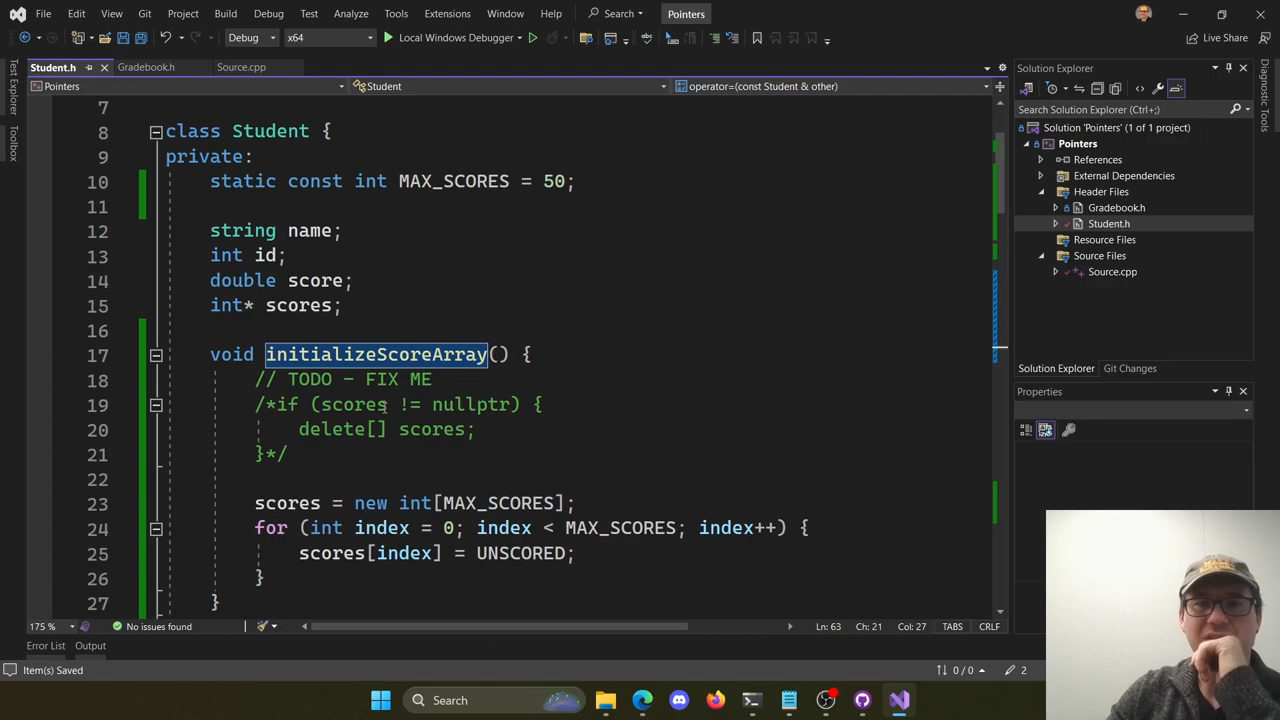 File Edit View Git Project Build Debug Test Analyze Tools Extensions Window Help Search Pointers
Debug x64 Local Windows Debugger Live Share
Test Explorer
Toolbox
Student.h Gradebook.h Source.cpp
Pointers Student operator=(const Student & other)
7
8 class Student {
9 private:
10 static const int MAX_SCORES = 50;
11
12 string name;
13 int id;
14 double score;
15 int* scores;
16
17 void initializeScoreArray() {
18 // TODO - FIX ME
19 /*if (scores != nullptr) {
20 delete[] scores;
21 }*/
22
23 scores = new int[MAX_SCORES];
24 for (int index = 0; index < MAX_SCORES; index++) {
25 scores[index] = UNSCORED;
26 }
27 }
175 % No issues found Ln: 63 Ch: 21 Col: 27 TABS CRLF
Error List Output
Item(s) Saved 0 / 0 2
Solution Explorer
Search Solution Explorer (Ctrl+;)
Solution 'Pointers' (1 of 1 project)
Pointers
References
External Dependencies
Header Files
Gradebook.h
Student.h
Resource Files
Source Files
Source.cpp
Solution Explorer Git Changes
Properties
Diagnostic Tools
Search